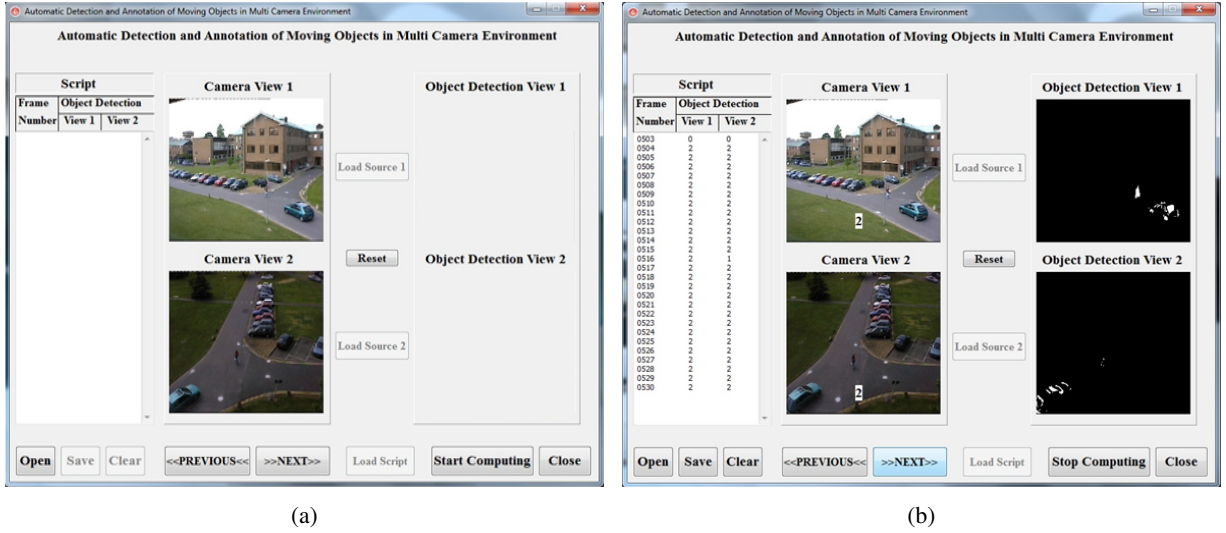 Automatic Detection and Annotation of Moving Objects in Multi Camera Environment
Automatic Detection and Annotation of Moving Objects in Multi Camera Environment
Script
Frame Object Detection
Number View 1 View 2
Camera View 1
Object Detection View 1
Load Source 1
Camera View 2
Reset
Object Detection View 2
Load Source 2
Open Save Clear <<PREVIOUS<< >>NEXT>> Load Script Start Computing Close
(a)
Automatic Detection and Annotation of Moving Objects in Multi Camera Environment
Automatic Detection and Annotation of Moving Objects in Multi Camera Environment
Script
Frame Object Detection
Number View 1 View 2
0503 0 0
0504 2 2
0505 2 2
0506 2 2
0507 2 2
0508 2 2
0509 2 2
0510 2 2
0511 2 2
0512 2 2
0513 2 2
0514 2 2
0515 2 2
0516 2 1
0517 2 2
0518 2 2
0519 2 2
0520 2 2
0521 2 2
0522 2 2
0523 2 2
0524 2 2
0525 2 2
0526 2 2
0527 2 2
0528 2 2
0529 2 2
0530 2 2
Camera View 1
2
Object Detection View 1
Load Source 1
Camera View 2
2
Reset
Object Detection View 2
Load Source 2
Open Save Clear <<PREVIOUS<< >>NEXT>> Load Script Stop Computing Close
(b)